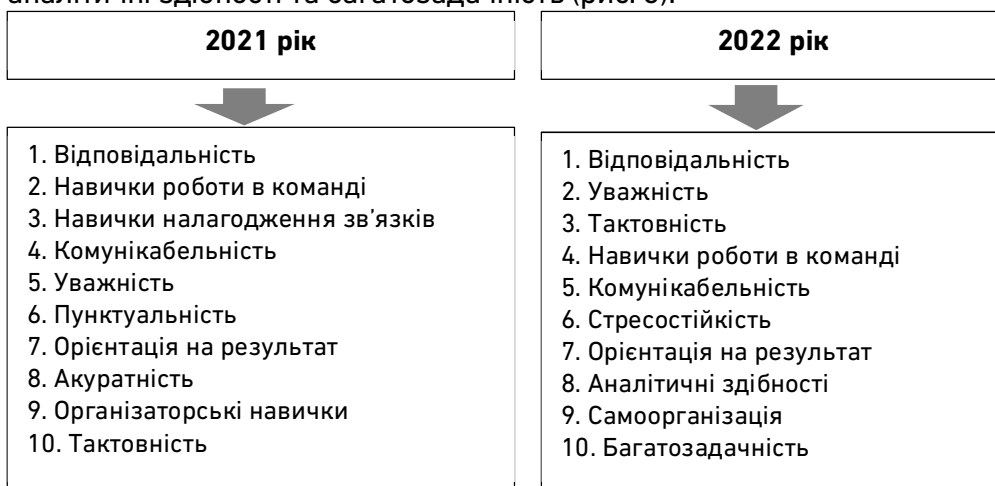 аналітичні здібності та багатозадачність (рис. 3).
2021 рік
1. Відповідальність
2. Навички роботи в команді
3. Навички налагодження зв’язків
4. Комунікабельність
5. Уважність
6. Пунктуальність
7. Орієнтація на результат
8. Акуратність
9. Організаторські навички
10. Тактовність
2022 рік
1. Відповідальність
2. Уважність
3. Тактовність
4. Навички роботи в команді
5. Комунікабельність
6. Стресостійкість
7. Орієнтація на результат
8. Аналітичні здібності
9. Самоорганізація
10. Багатозадачність